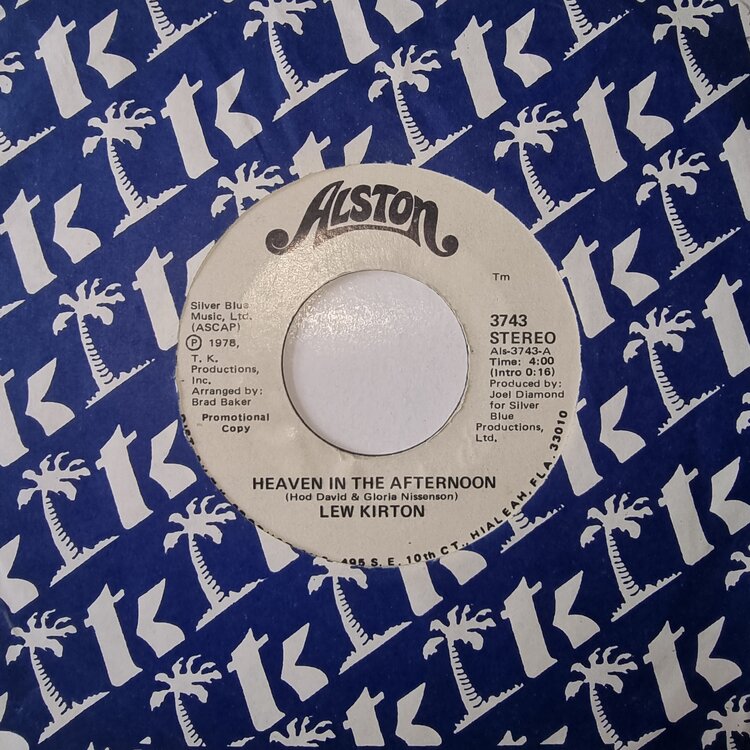 ALSTON
Tm
Silver Blue
Music, Ltd.
(ASCAP)
Ⓟ 1978,
T. K.
Productions,
Inc.
Arranged by:
Brad Baker
Promotional
Copy
3743
STEREO
Als-3743-A
Time: 4:00
(Intro 0:16)
Produced by:
Joel Diamond
for Silver
Blue
Productions,
Ltd.
HEAVEN IN THE AFTERNOON
(Hod David & Gloria Nissenson)
LEW KIRTON
495 S. E. 10th CT. HIALEAH, FLA. 33010
tk